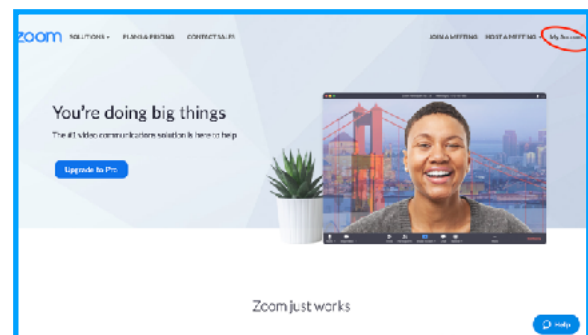 zoom SOLUTIONS PLANS & PRICING CONTACT SALES JOIN A MEETING HOST A MEETING My Account
You're doing big things
The #1 video communications solution is here to help
Upgrade to Pro
Zoom just works
Help